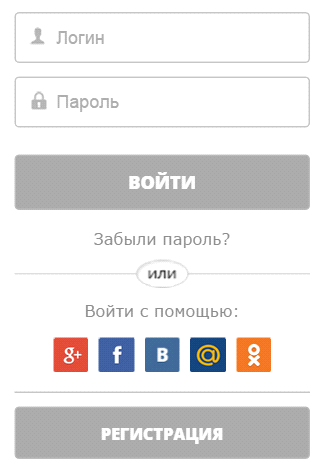 Логин
Пароль
ВОЙТИ
Забыли пароль?
или
Войти с помощью:
g+ f В @
РЕГИСТРАЦИЯ